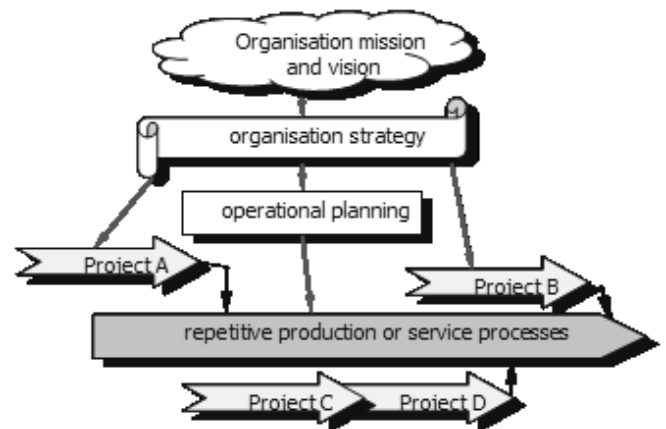 Organisation mission
and vision
organisation strategy
operational planning
Project A
Project B
repetitive production or service processes
Project C
Project D